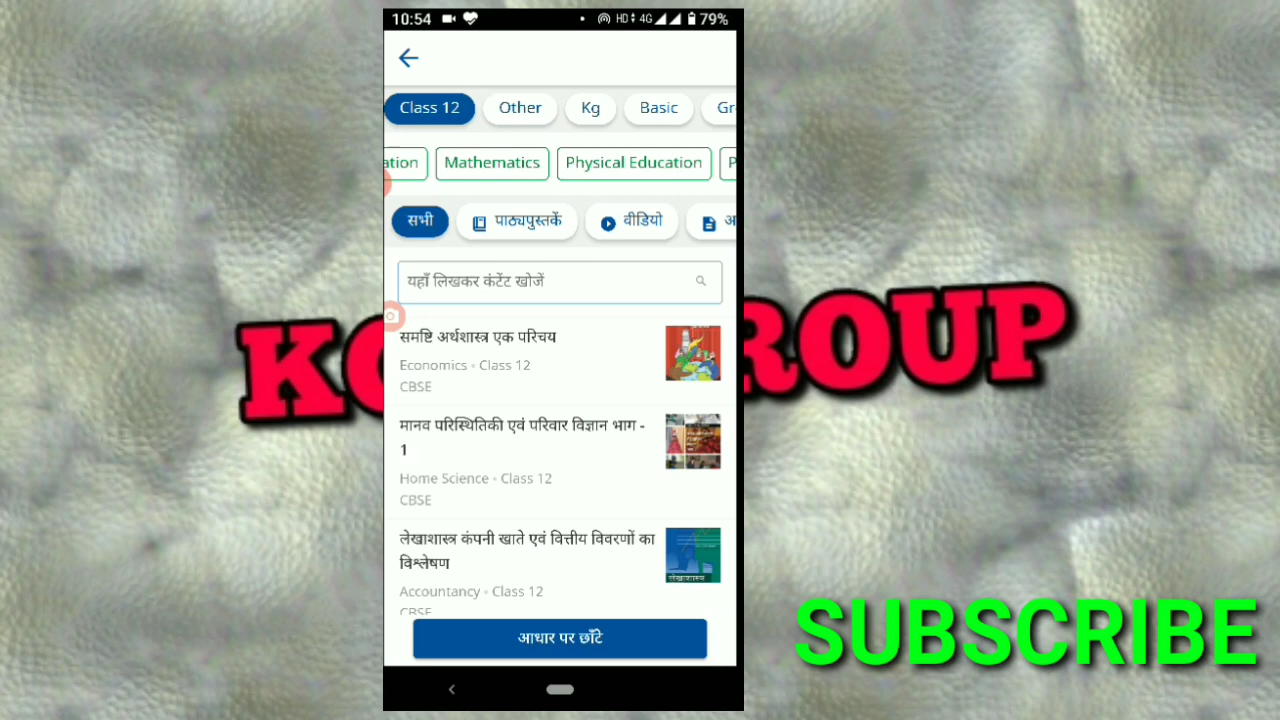 10:54 HD 4G 79%
Class 12 Other Kg Basic Gr
ation Mathematics Physical Education P
सभी पाठ्यपुस्तकें वीडियो अ
यहाँ लिखकर कंटेंट खोजें
समष्टि अर्थशास्त्र एक परिचय
Economics • Class 12
CBSE
मानव परिस्थितिकी एवं परिवार विज्ञान भाग -
1
Home Science • Class 12
CBSE
लेखाशास्त्र कंपनी खाते एवं वित्तीय विवरणों का
विश्लेषण
Accountancy • Class 12
CBSE
लेखाशास्त्र
आधार पर छाँटे
K ROUP
SUBSCRIBE